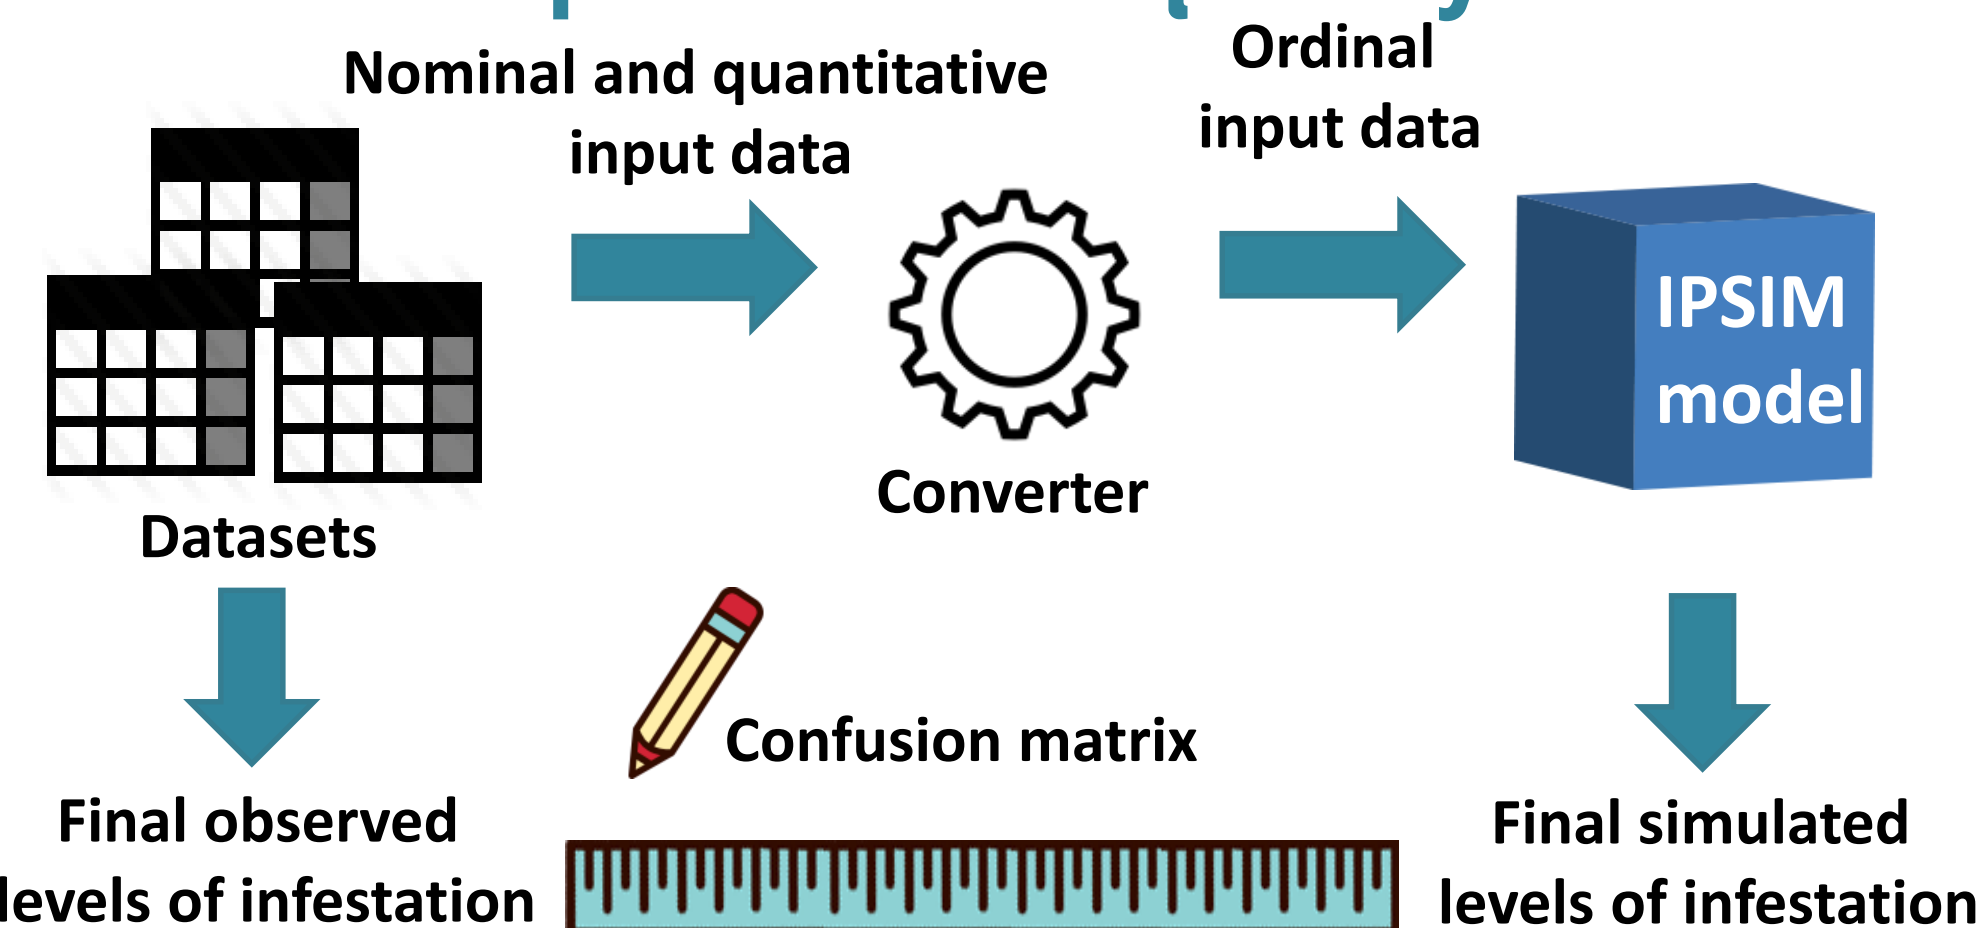 Nominal and quantitative
input data
Ordinal
input data
IPSIM
model
Converter
Datasets
Confusion matrix
Final observed
levels of infestation
Final simulated
levels of infestation